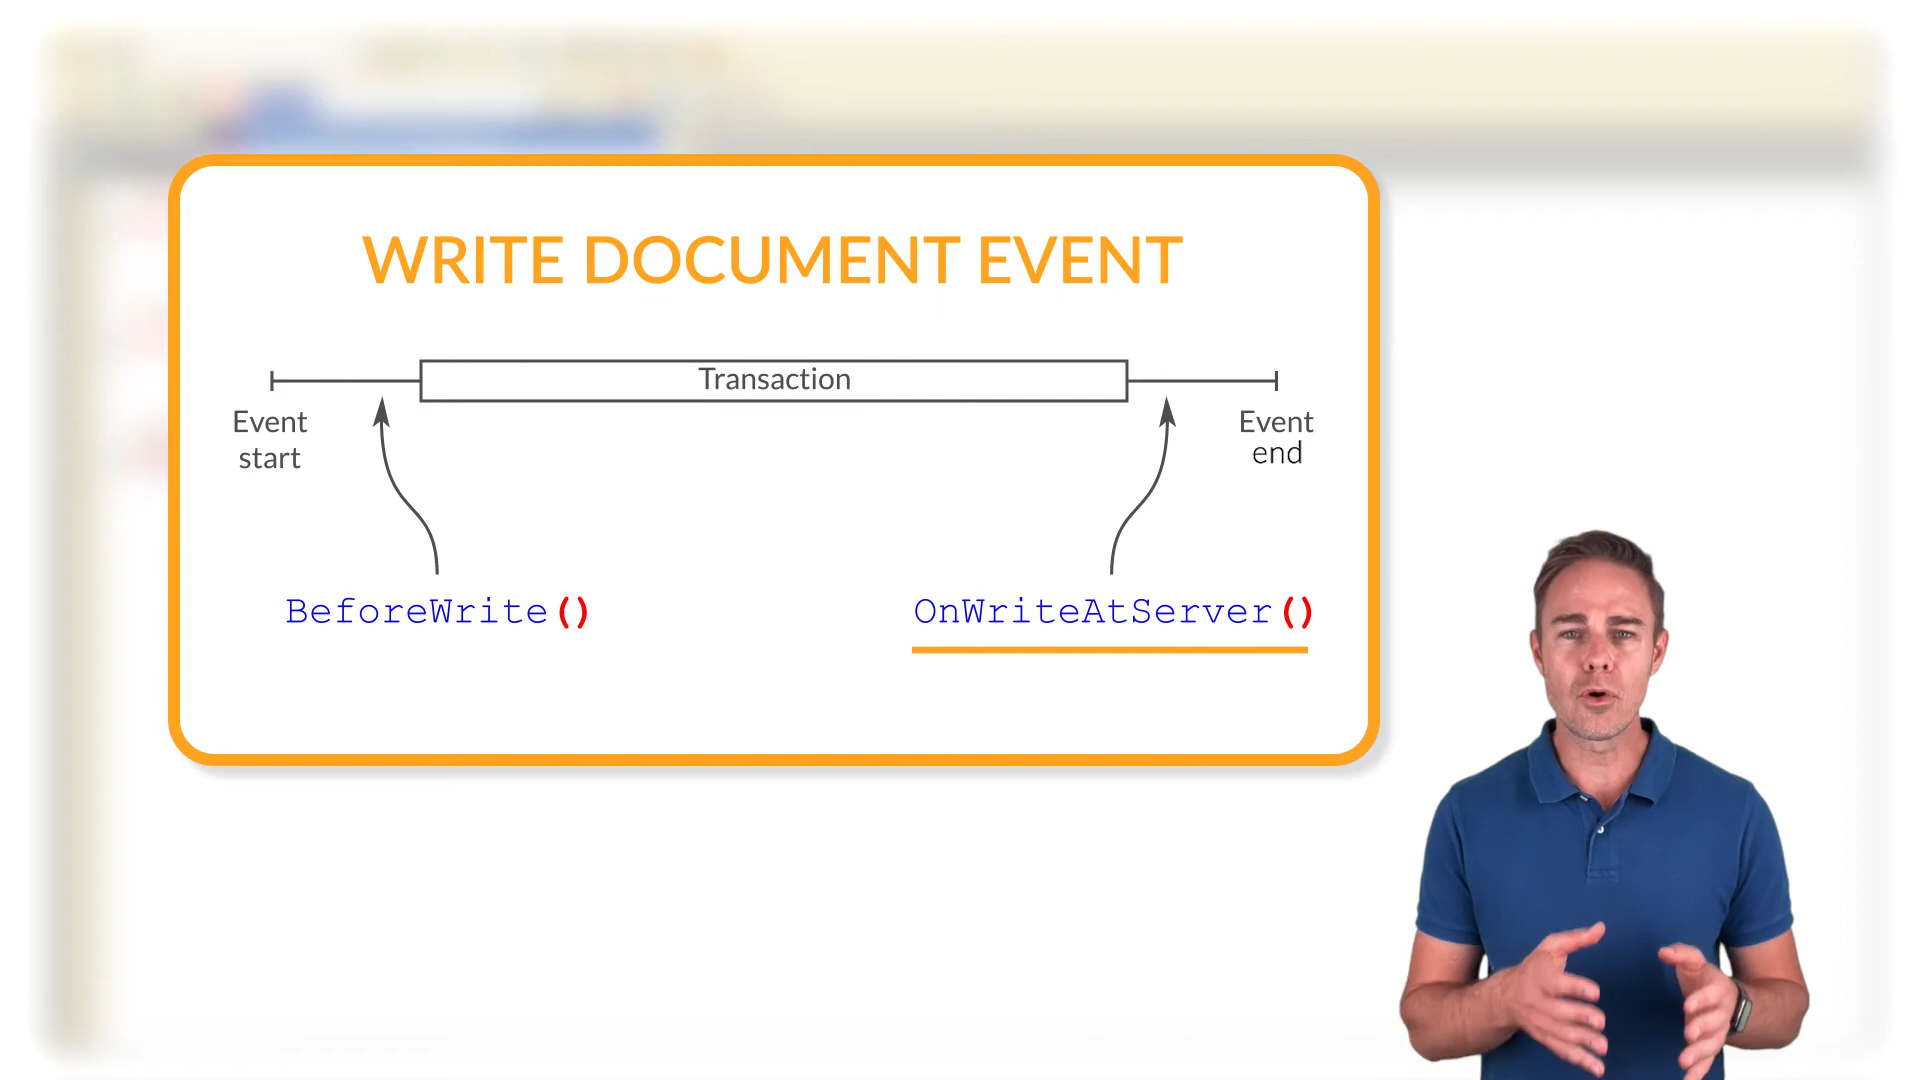 WRITE DOCUMENT EVENT
Transaction
Event
start
Event
end
BeforeWrite()
OnWriteAtServer()